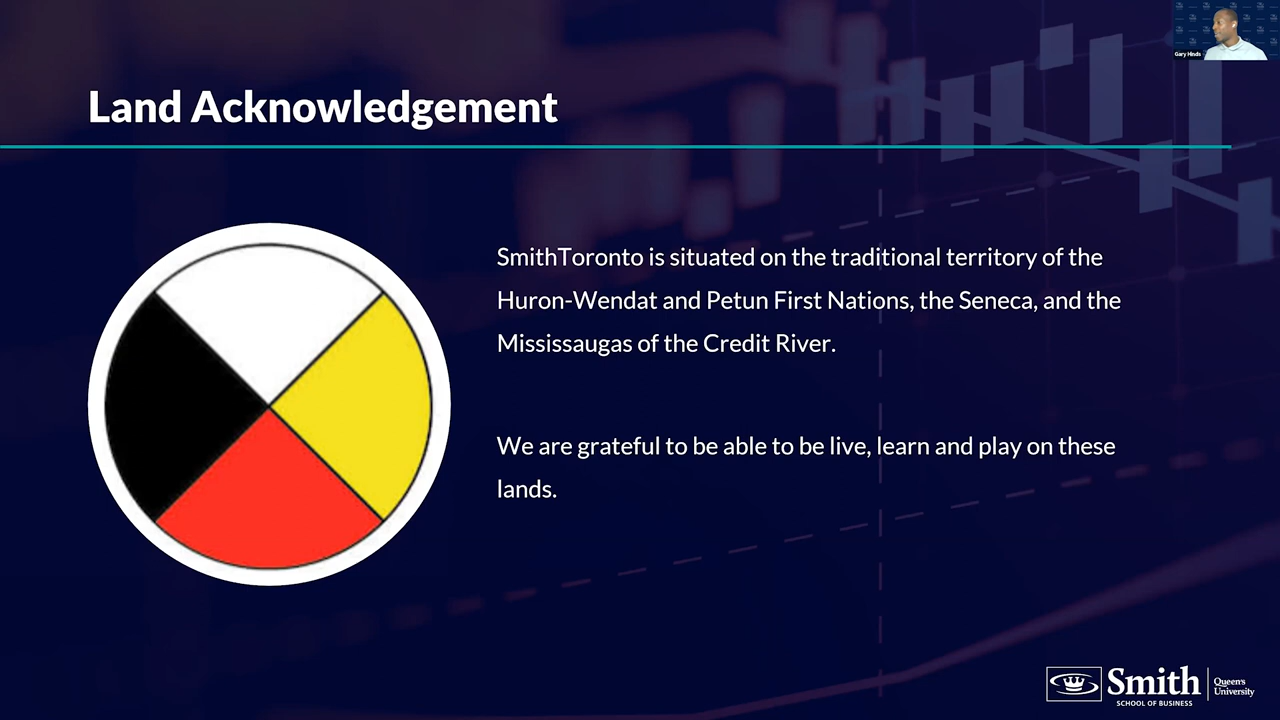 Gary Hinds
Land Acknowledgement
SmithToronto is situated on the traditional territory of the
Huron-Wendat and Petun First Nations, the Seneca, and the
Mississaugas of the Credit River.
We are grateful to be able to be live, learn and play on these
lands.
Smith
SCHOOL OF BUSINESS
Queen's
University